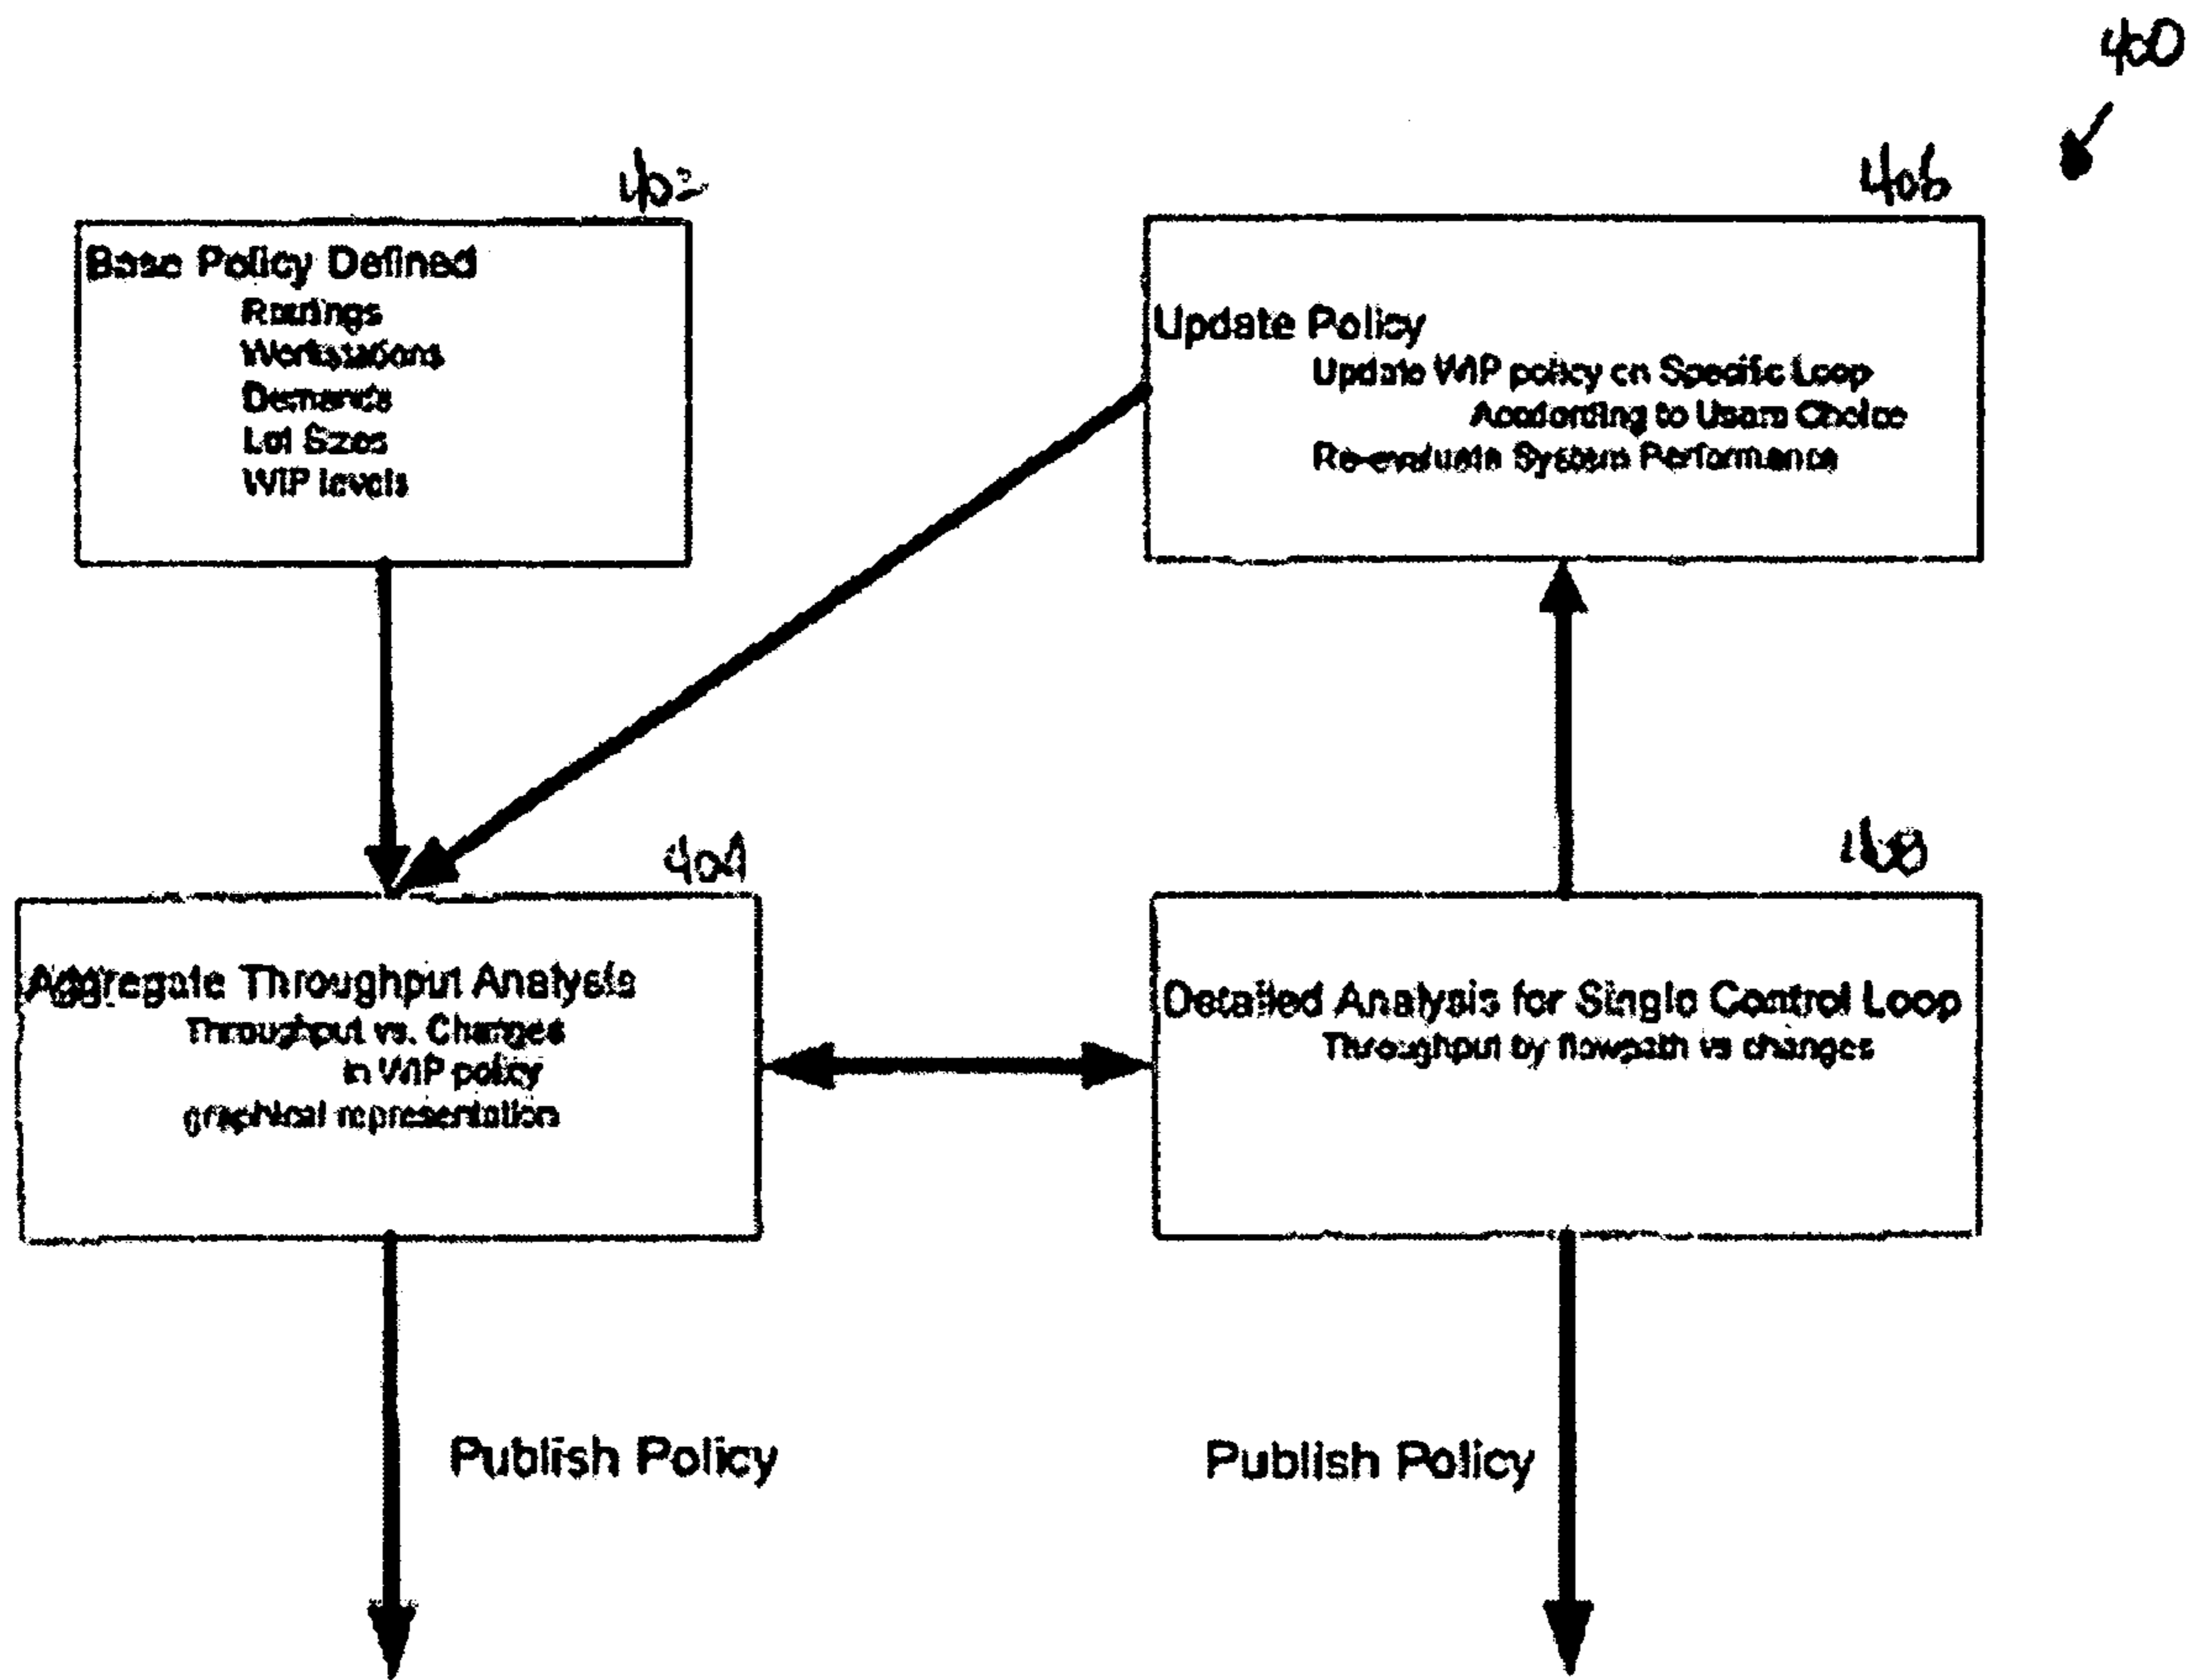 400
402
Base Policy Defined
Routings
Workstations
Demands
Lot Sizes
WIP levels
406
Update Policy
Update WIP policy on Specific Loop
According to Users Choice
Re-evaluate System Performance
404
Aggregate Throughput Analysis
Throughput vs. Changes
in WIP policy
graphical representation
408
Detailed Analysis for Single Control Loop
Throughput by flowpath vs changes
Publish Policy
Publish Policy